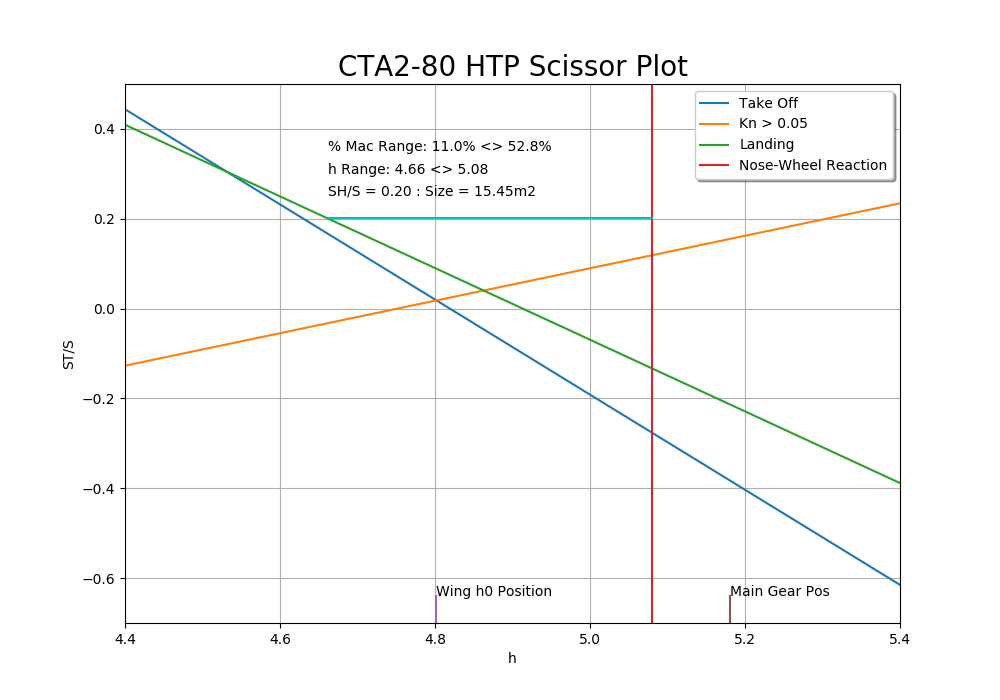 CTA2-80 HTP Scissor Plot
Take Off
Kn > 0.05
Landing
Nose-Wheel Reaction
% Mac Range: 11.0% <> 52.8%
h Range: 4.66 <> 5.08
SH/S = 0.20 : Size = 15.45m2
0.4
0.2
0.0
−0.2
−0.4
−0.6
ST/S
Wing h0 Position
Main Gear Pos
4.4 4.6 4.8 5.0 5.2 5.4
h